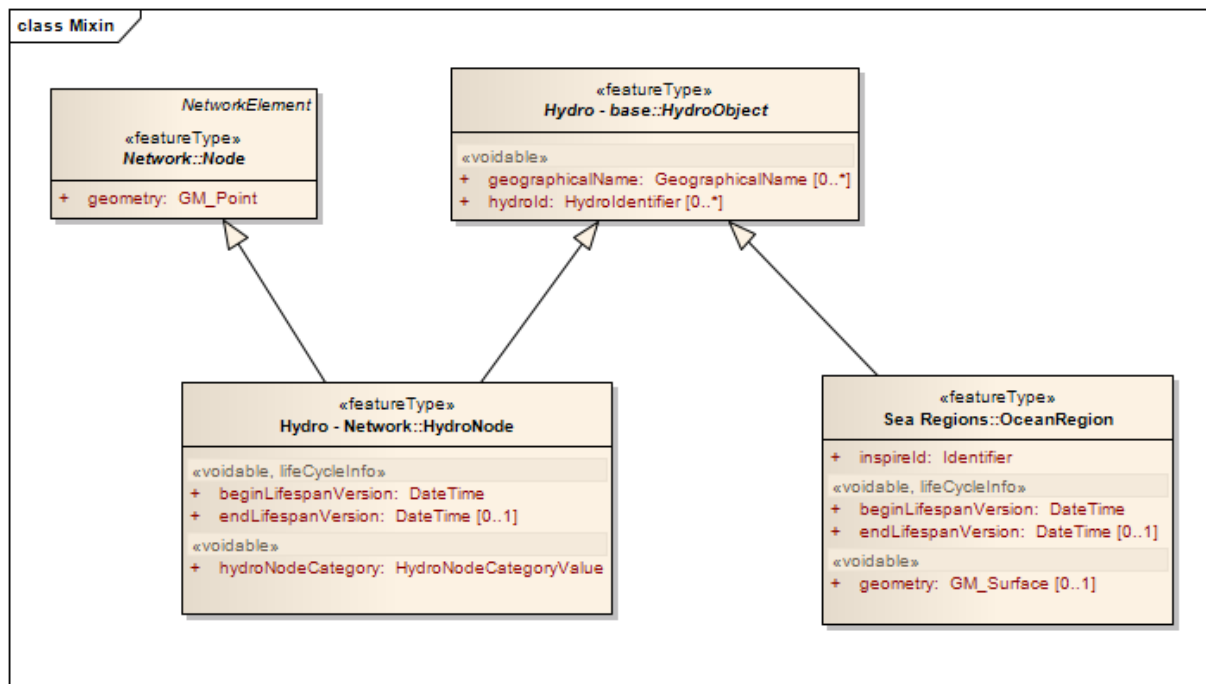 class Mixin
NetworkElement
«featureType»
Network::Node
+ geometry: GM_Point
«featureType»
Hydro - base::HydroObject
«voidable»
+ geographicalName: GeographicalName [0..*]
+ hydroId: HydroIdentifier [0..*]
«featureType»
Hydro - Network::HydroNode
«voidable, lifeCycleInfo»
+ beginLifespanVersion: DateTime
+ endLifespanVersion: DateTime [0..1]
«voidable»
+ hydroNodeCategory: HydroNodeCategoryValue
«featureType»
Sea Regions::OceanRegion
+ inspireId: Identifier
«voidable, lifeCycleInfo»
+ beginLifespanVersion: DateTime
+ endLifespanVersion: DateTime [0..1]
«voidable»
+ geometry: GM_Surface [0..1]